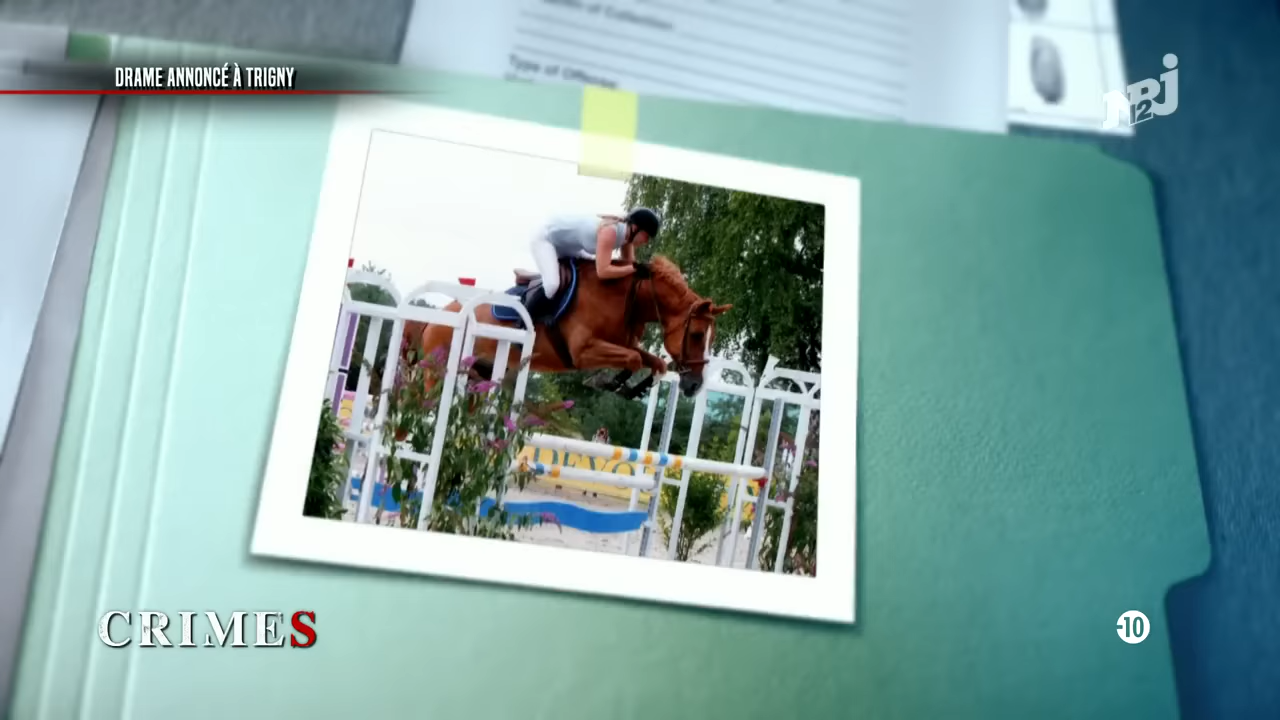 Type of Offense
DRAME ANNONCÉ À TRIGNY
NRJ
12
CRIMES
-10